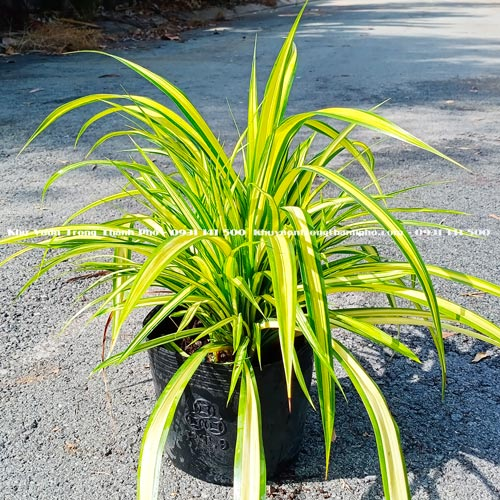 Khu Vườn Trong Thành Phố - 0931 141 500 - khuvuontrongthanhpho.com - 0931 141 500